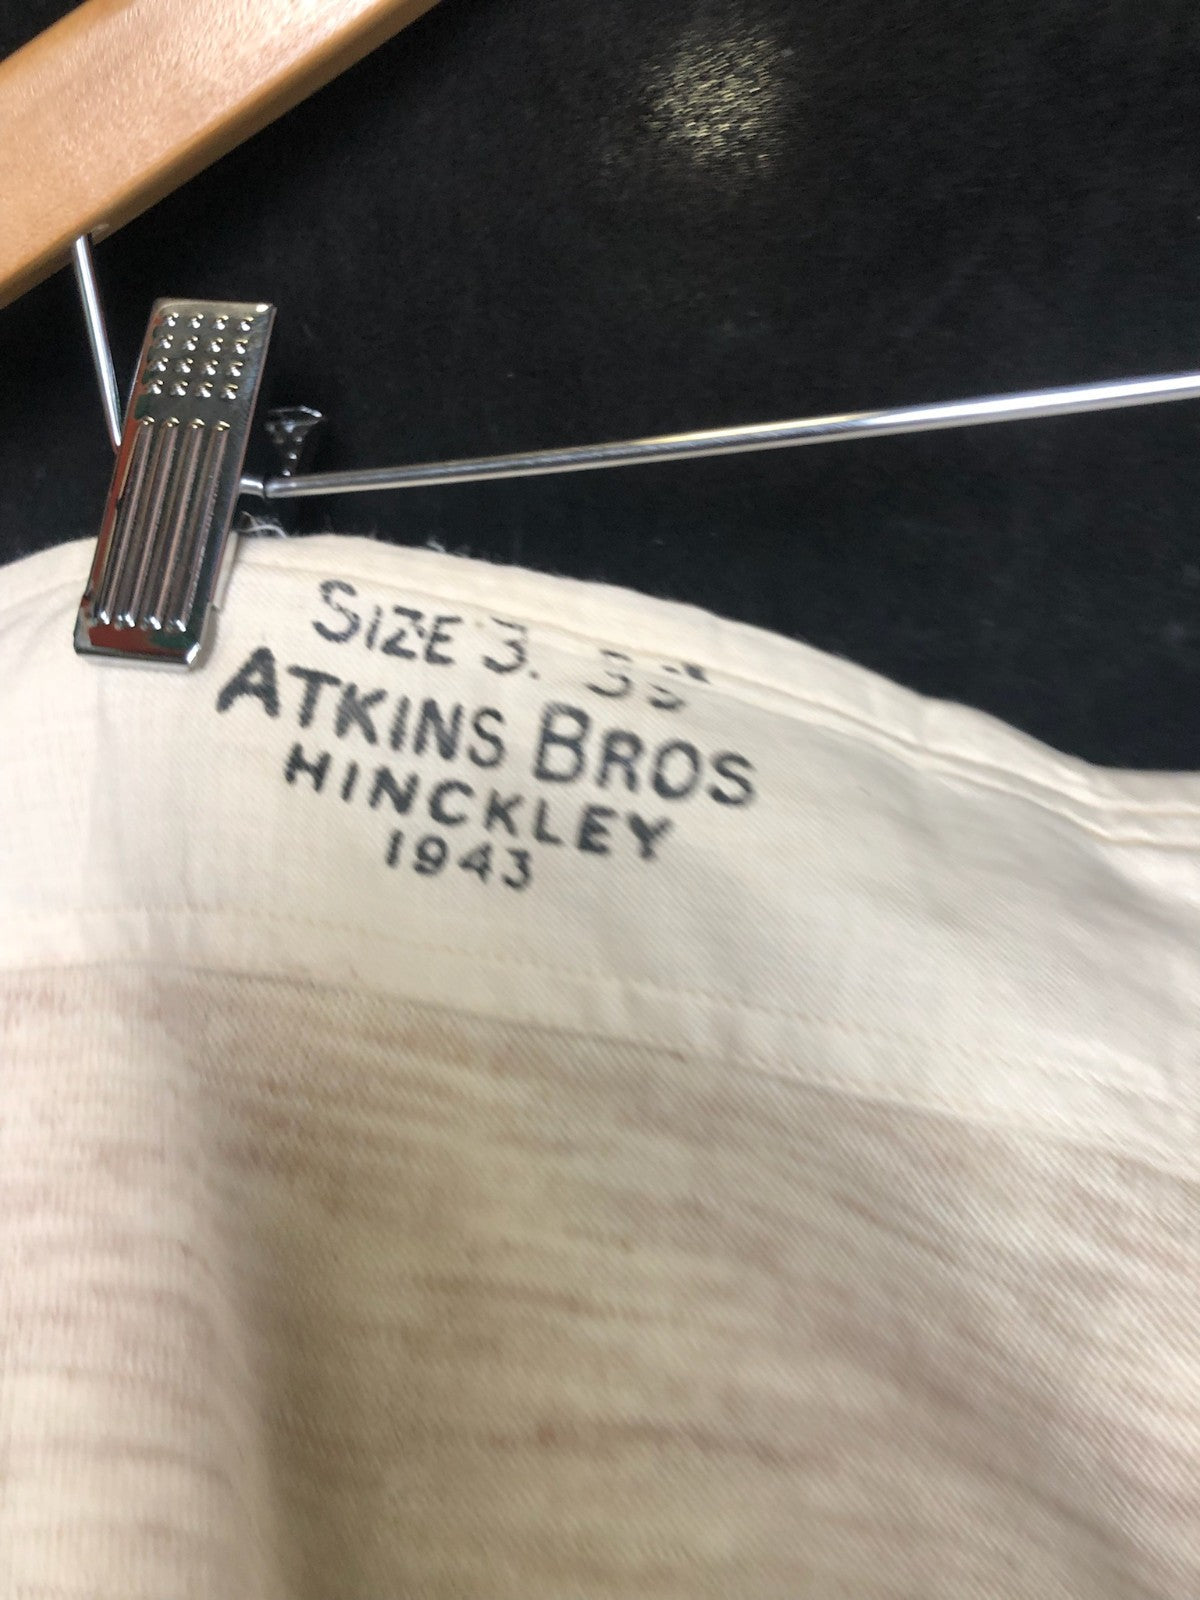 SIZE 3. 33"
ATKINS BROS
HINCKLEY
1943